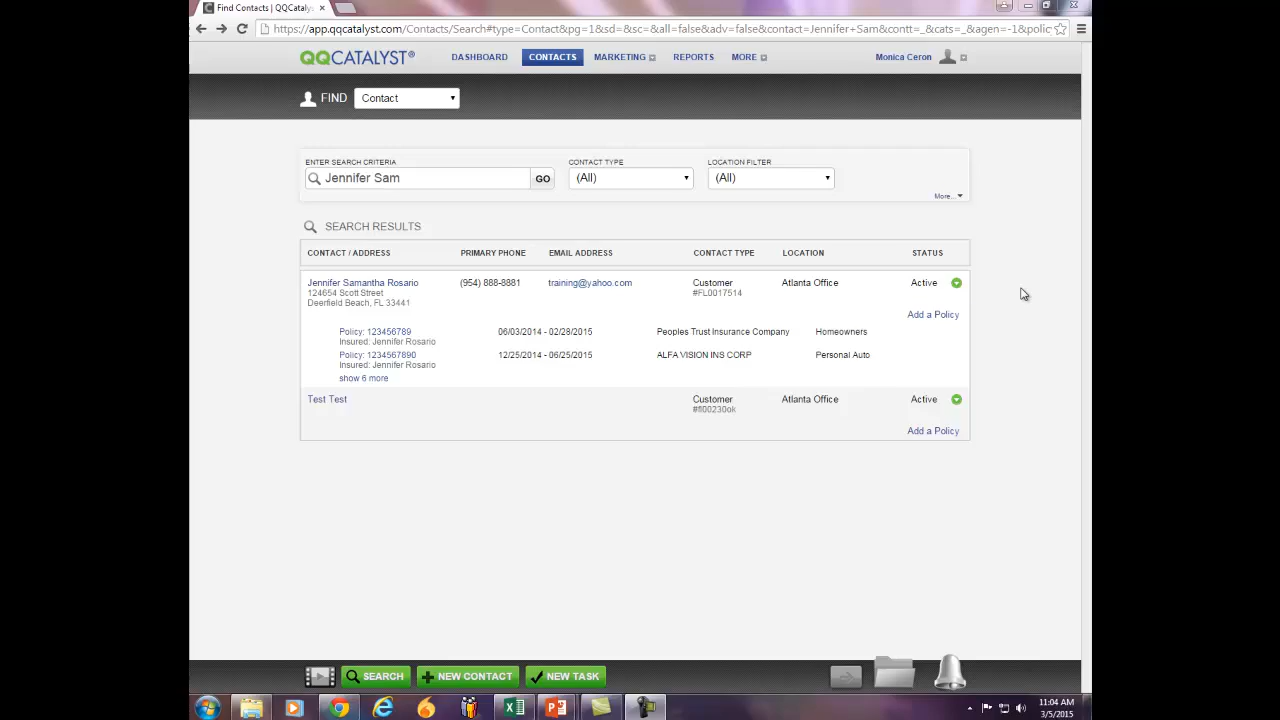 Find Contacts | QQCataly
https://app.qqcatalyst.com/Contacts/Search#type=Contact&pg=1&sd=&sc=&all=false&adv=false&contact=Jennifer+Sam&contt=_&cats=_&agen=-1&policy
QQCATALYST® DASHBOARD CONTACTS MARKETING REPORTS MORE Monica Ceron
FIND Contact
ENTER SEARCH CRITERIA CONTACT TYPE LOCATION FILTER
Jennifer Sam GO (All) (All)
More...
SEARCH RESULTS
CONTACT / ADDRESS PRIMARY PHONE EMAIL ADDRESS CONTACT TYPE LOCATION STATUS
Jennifer Samantha Rosario (954) 888-8881 training@yahoo.com Customer Atlanta Office Active
124654 Scott Street #FL0017514
Deerfield Beach, FL 33441
Add a Policy
Policy: 123456789 06/03/2014 - 02/28/2015 Peoples Trust Insurance Company Homeowners
Insured: Jennifer Rosario
Policy: 1234567890 12/25/2014 - 06/25/2015 ALFA VISION INS CORP Personal Auto
Insured: Jennifer Rosario
show 6 more
Test Test Customer Atlanta Office Active
#fl00230ok
Add a Policy
SEARCH NEW CONTACT NEW TASK
11:04 AM
3/5/2015